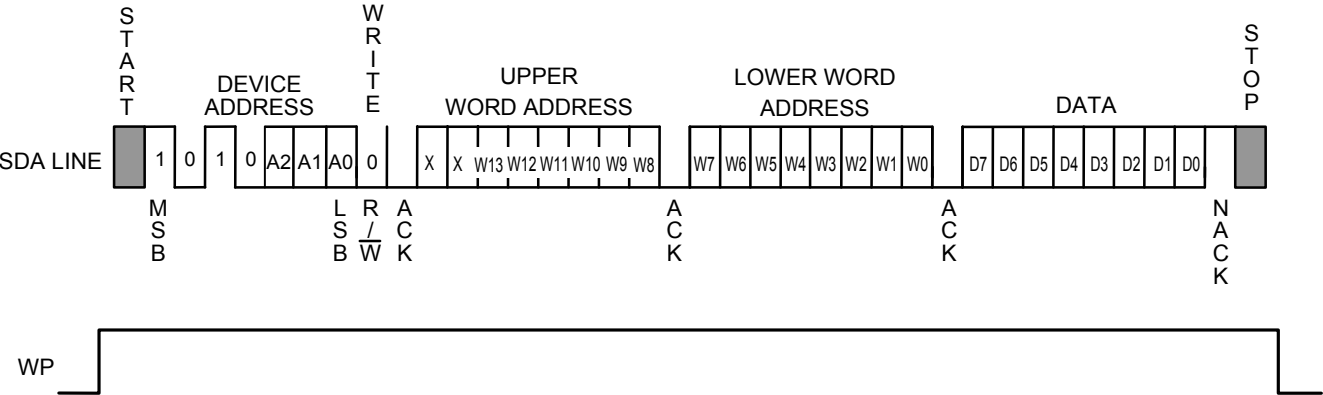 START
WRITE
STOP
DEVICE ADDRESS
UPPER WORD ADDRESS
LOWER WORD ADDRESS
DATA
SDA LINE 1 0 1 0 A2 A1 A0 0 X X W13 W12 W11 W10 W9 W8 W7 W6 W5 W4 W3 W2 W1 W0 D7 D6 D5 D4 D3 D2 D1 D0
MSB
LSB
R/W
ACK
ACK
ACK
NACK
WP